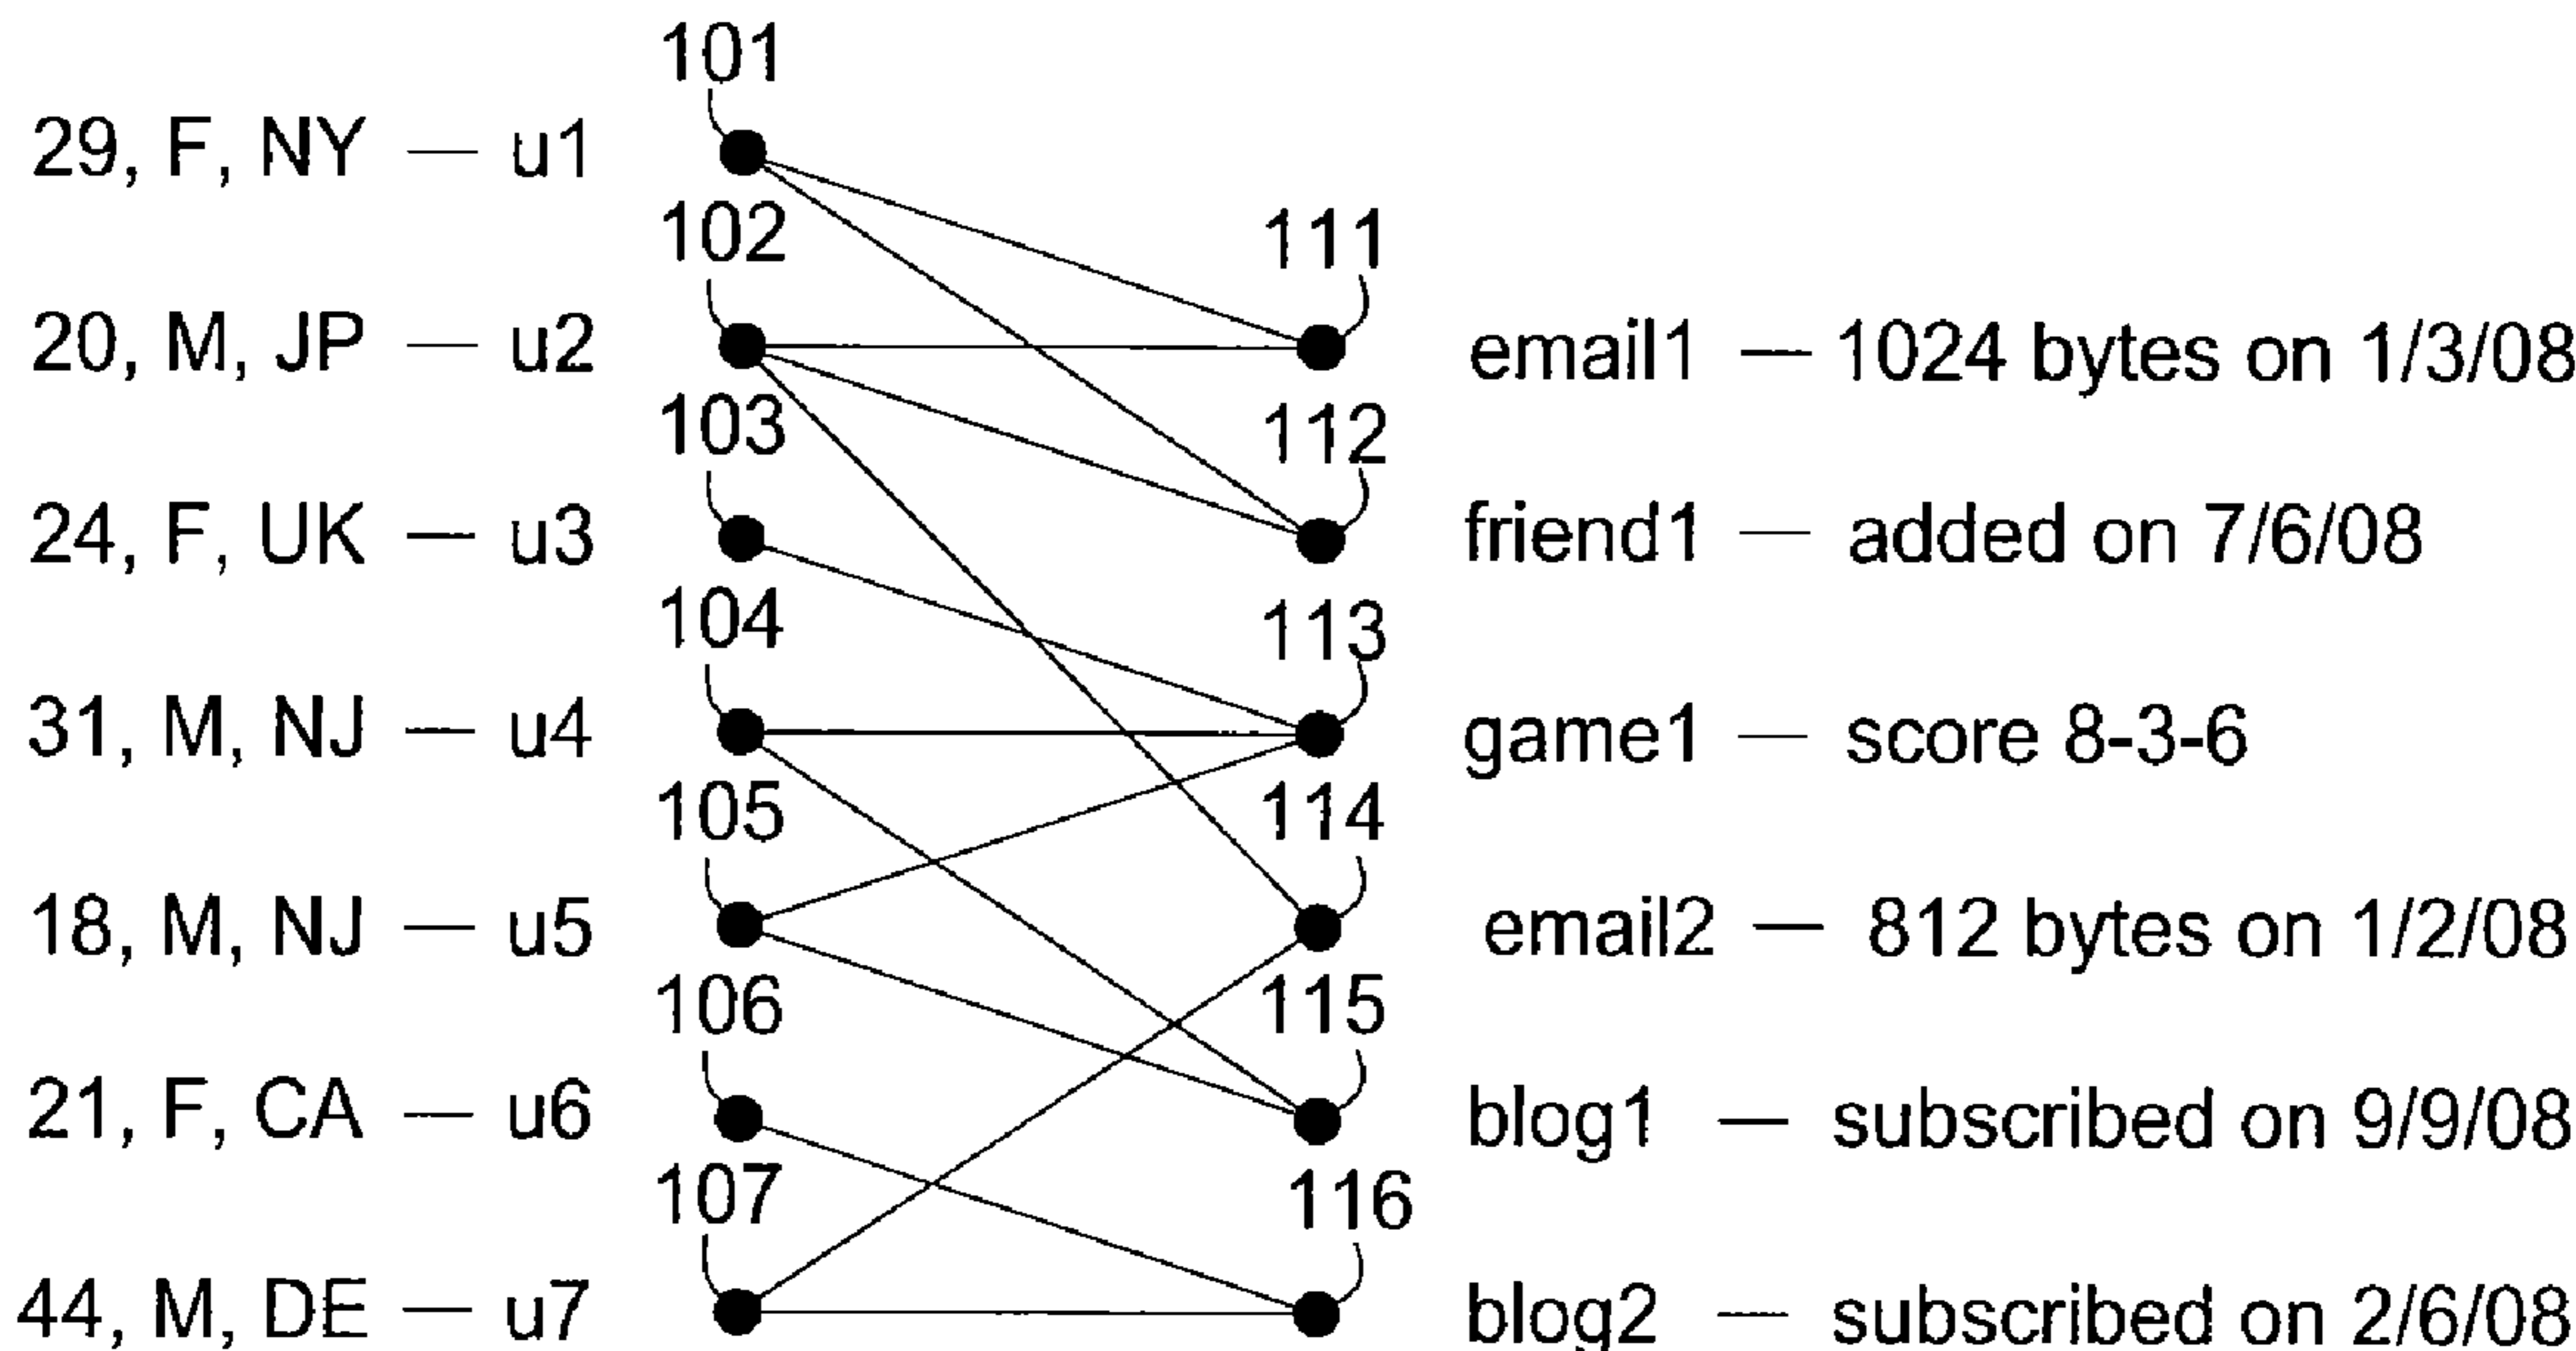 101
29, F, NY — u1
102
111
20, M, JP — u2
email1 — 1024 bytes on 1/3/08
103
112
24, F, UK — u3
friend1 — added on 7/6/08
104
113
31, M, NJ — u4
game1 — score 8-3-6
105
114
18, M, NJ — u5
email2 — 812 bytes on 1/2/08
106
115
21, F, CA — u6
blog1 — subscribed on 9/9/08
107
116
44, M, DE — u7
blog2 — subscribed on 2/6/08